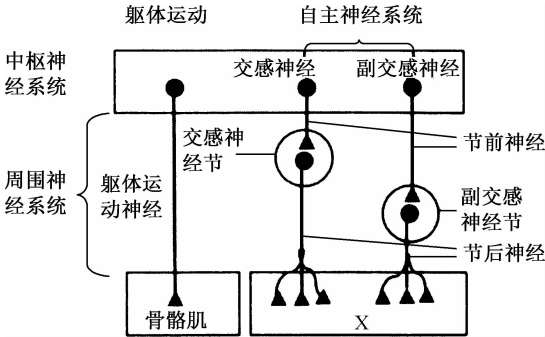 躯体运动
自主神经系统
中枢神
经系统
交感神经
副交感神经
交感神
经节
节前神经
周围神
经系统
躯体运
动神经
副交感
神经节
节后神经
骨骼肌
X